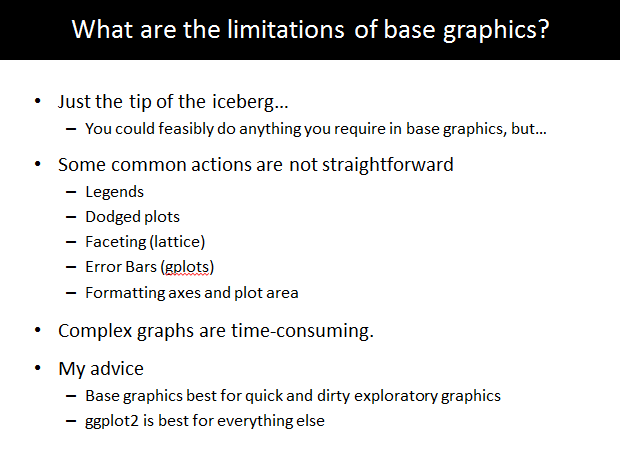 What are the limitations of base graphics?
• Just the tip of the iceberg...
– You could feasibly do anything you require in base graphics, but...
• Some common actions are not straightforward
– Legends
– Dodged plots
– Faceting (lattice)
– Error Bars (gplots)
– Formatting axes and plot area
• Complex graphs are time-consuming.
• My advice
– Base graphics best for quick and dirty exploratory graphics
– ggplot2 is best for everything else